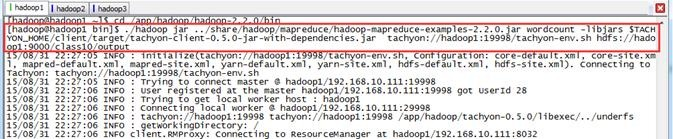 hadoop1 hadoop2 hadoop3
[hadoop@hadoop1 ~]$ cd /app/hadoop/hadoop-2.2.0/bin
[hadoop@hadoop1 bin]$ ./hadoop jar ../share/hadoop/mapreduce/hadoop-mapreduce-examples-2.2.0.jar wordcount -libjars $TACH
YON_HOME/client/target/tachyon-client-0.5.0-jar-with-dependencies.jar tachyon://hadoop1:19998/tachyon-env.sh hdfs://hado
op1:9000/class10/output
15/08/31 22:27:05 INFO : initialize(tachyon://hadoop1:19998/tachyon-env.sh, Configuration: core-default.xml, core-site.xm
l, mapred-default.xml, mapred-site.xml, yarn-default.xml, yarn-site.xml, hdfs-default.xml, hdfs-site.xml). Connecting to
Tachyon: tachyon://hadoop1:19998/tachyon-env.sh
15/08/31 22:27:05 INFO : Trying to connect master @ hadoop1/192.168.10.111:19998
15/08/31 22:27:06 INFO : User registered at the master hadoop1/192.168.10.111:19998 got UserId 28
15/08/31 22:27:06 INFO : Trying to get local worker host : hadoop1
15/08/31 22:27:06 INFO : Connecting local worker @ hadoop1/192.168.10.111:29998
15/08/31 22:27:06 INFO : tachyon://hadoop1:19998 tachyon://hadoop1:19998 /app/hadoop/tachyon-0.5.0/libexec/../underfs
15/08/31 22:27:06 INFO : getWorkingDirectory: /
15/08/31 22:27:06 INFO client.RMProxy: Connecting to ResourceManager at hadoop1/192.168.10.111:8032